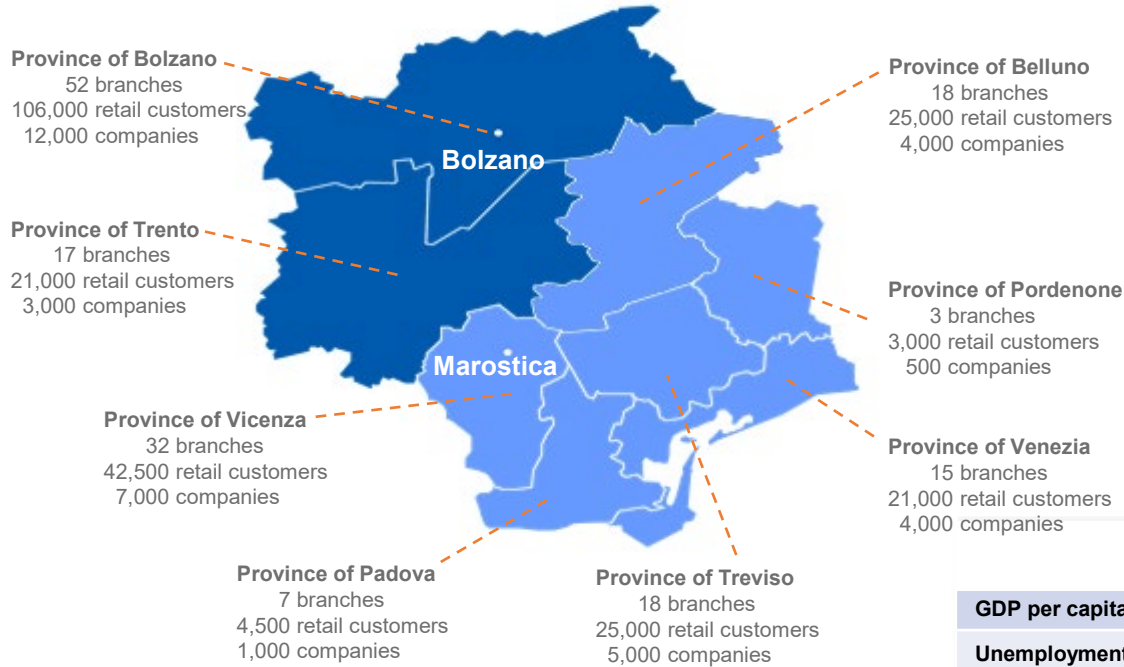 Province of Bolzano
52 branches
106,000 retail customers
12,000 companies
Province of Belluno
18 branches
25,000 retail customers
4,000 companies
Bolzano
Province of Trento
17 branches
21,000 retail customers
3,000 companies
Province of Pordenone
3 branches
3,000 retail customers
500 companies
Marostica
Province of Vicenza
32 branches
42,500 retail customers
7,000 companies
Province of Venezia
15 branches
21,000 retail customers
4,000 companies
Province of Padova
7 branches
4,500 retail customers
1,000 companies
Province of Treviso
18 branches
25,000 retail customers
5,000 companies
GDP per capita
Unemployment